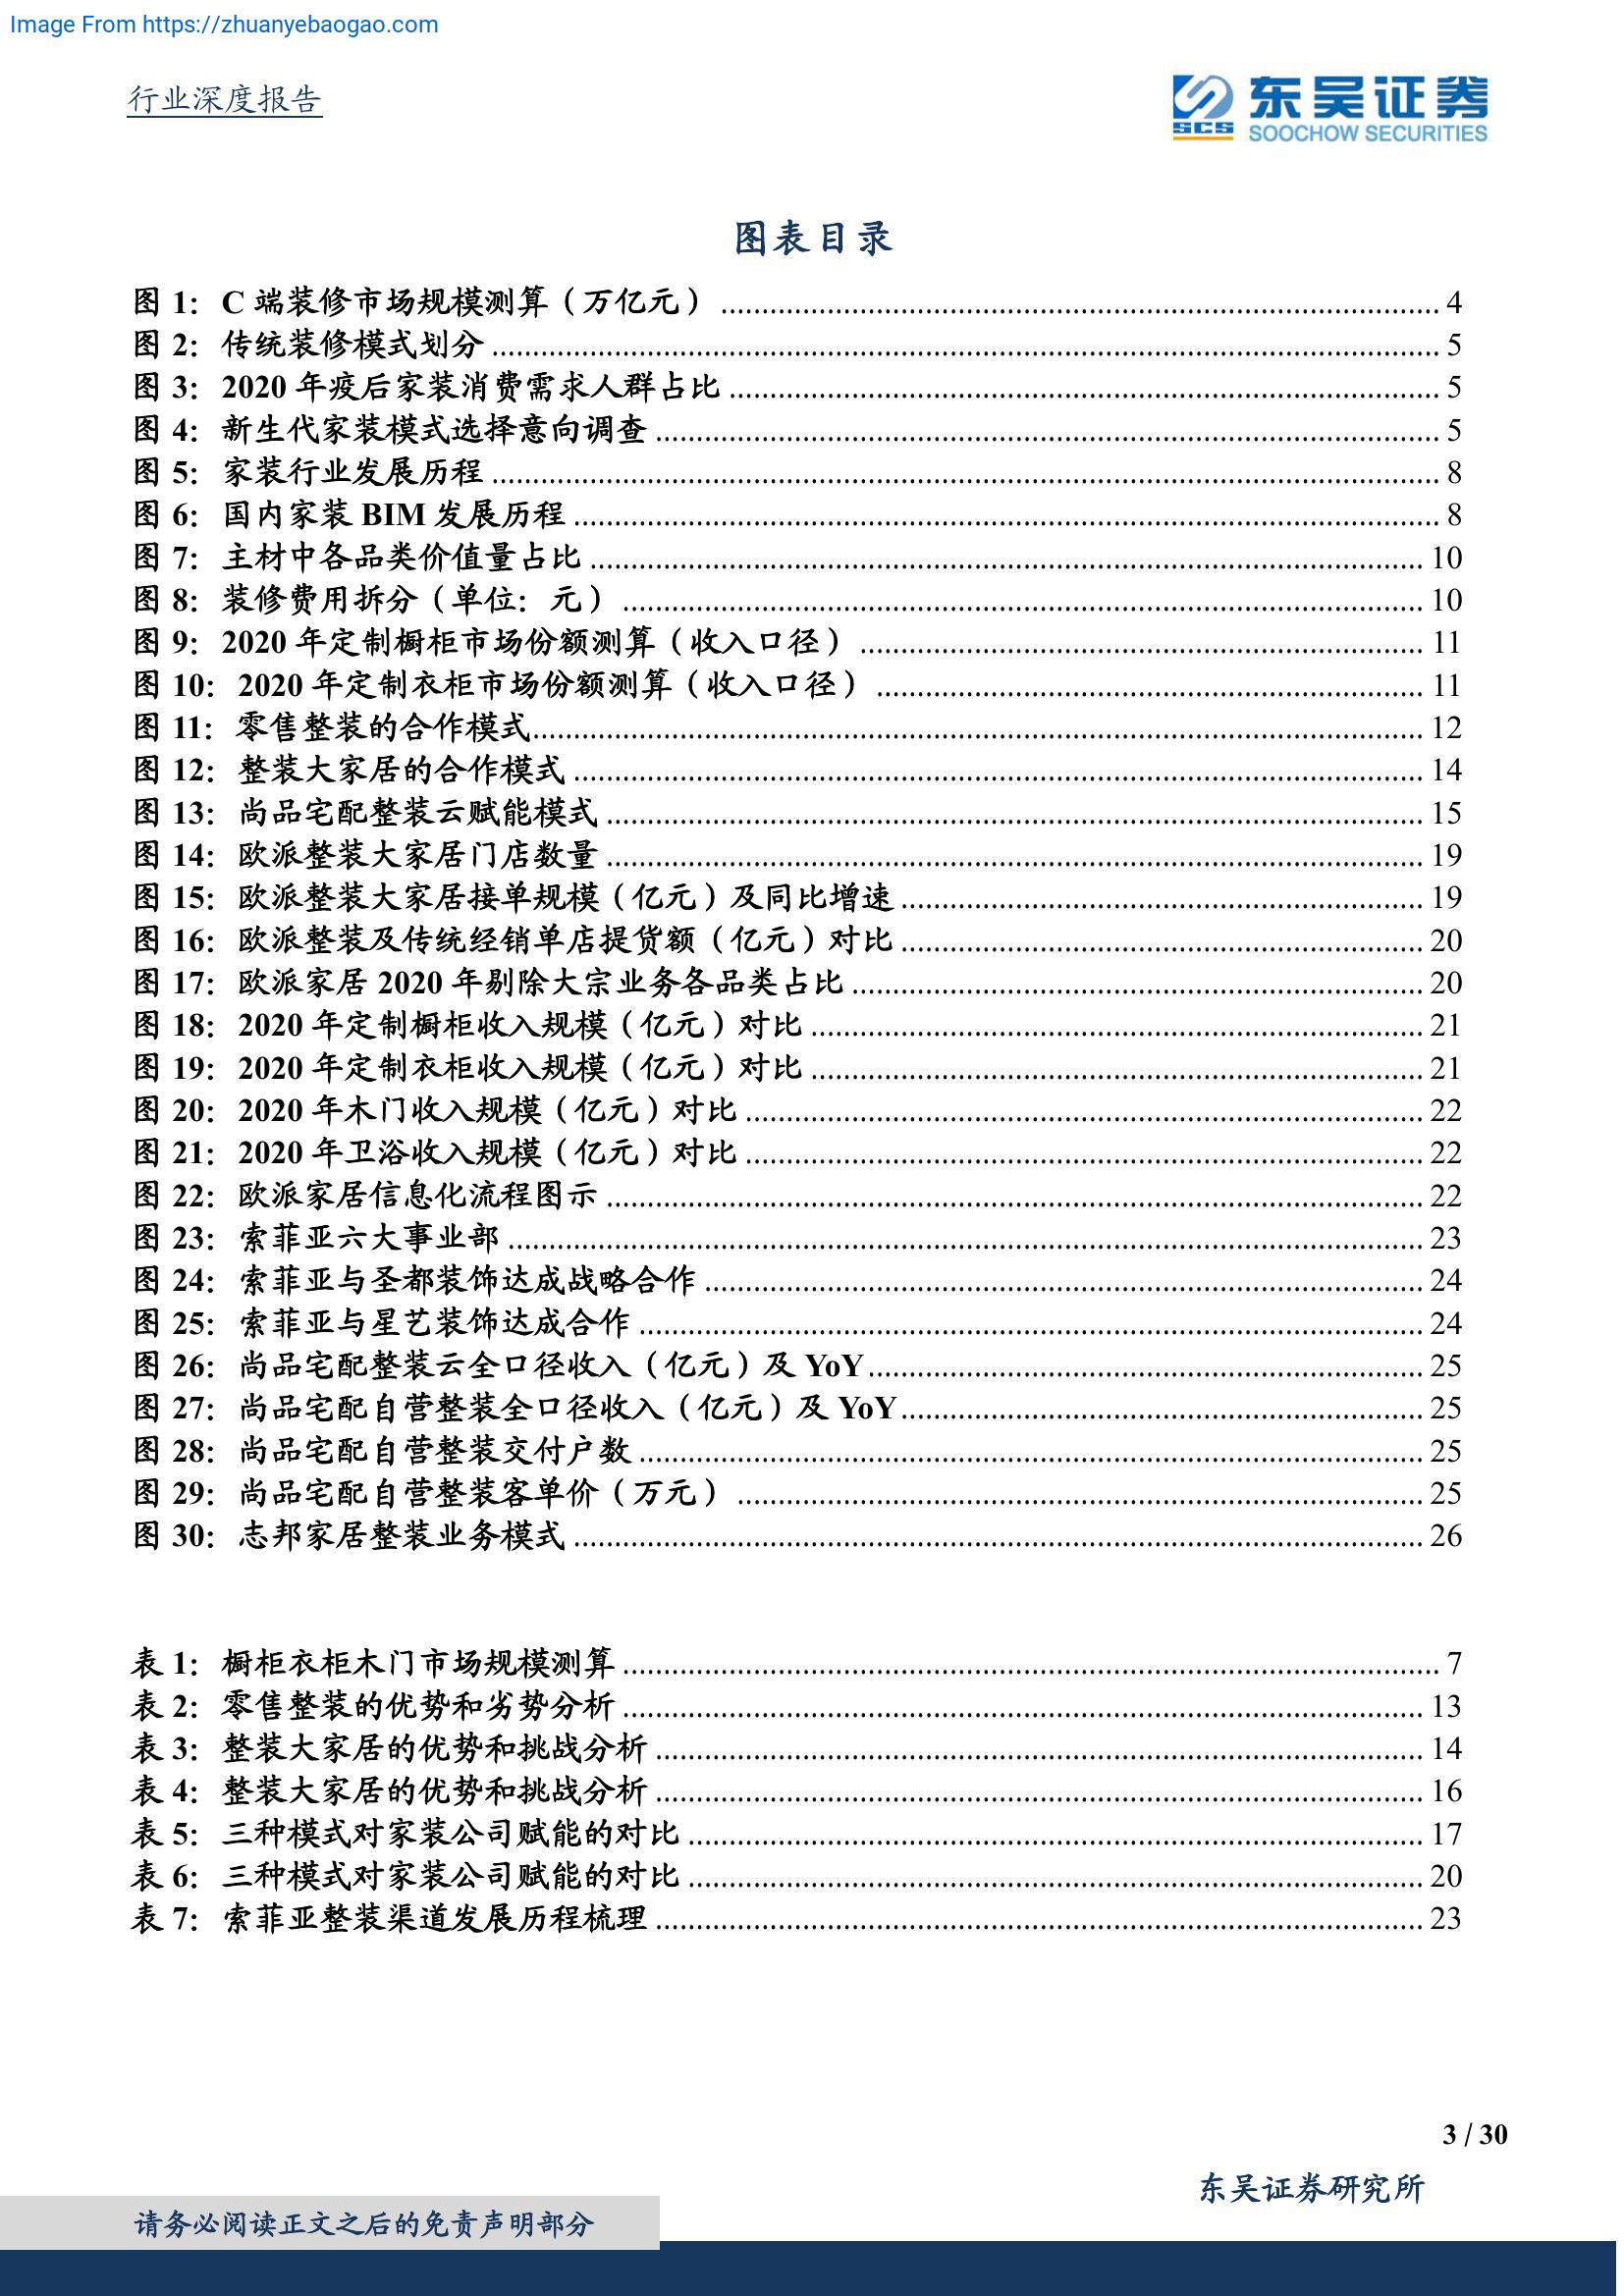 Image From https://zhuanyebaogao.com
行业深度报告
东吴证券
SCS
SOOCHOW SECURITIES
图表目录
图 1：C 端装修市场规模测算（万亿元） 4
图 2：传统装修模式划分 5
图 3：2020 年疫后家装消费需求人群占比 5
图 4：新生代家装模式选择意向调查 5
图 5：家装行业发展历程 8
图 6：国内家装 BIM 发展历程 8
图 7：主材中各品类价值量占比 10
图 8：装修费用拆分（单位：元） 10
图 9：2020 年定制橱柜市场份额测算（收入口径） 11
图 10：2020 年定制衣柜市场份额测算（收入口径） 11
图 11：零售整装的合作模式 12
图 12：整装大家居的合作模式 14
图 13：尚品宅配整装云赋能模式 15
图 14：欧派整装大家居门店数量 19
图 15：欧派整装大家居接单规模（亿元）及同比增速 19
图 16：欧派整装及传统经销单店提货额（亿元）对比 20
图 17：欧派家居 2020 年剔除大宗业务各品类占比 20
图 18：2020 年定制橱柜收入规模（亿元）对比 21
图 19：2020 年定制衣柜收入规模（亿元）对比 21
图 20：2020 年木门收入规模（亿元）对比 22
图 21：2020 年卫浴收入规模（亿元）对比 22
图 22：欧派家居信息化流程图示 22
图 23：索菲亚六大事业部 23
图 24：索菲亚与圣都装饰达成战略合作 24
图 25：索菲亚与星艺装饰达成合作 24
图 26：尚品宅配整装云全口径收入（亿元）及 YoY 25
图 27：尚品宅配自营整装全口径收入（亿元）及 YoY 25
图 28：尚品宅配自营整装交付户数 25
图 29：尚品宅配自营整装客单价（万元） 25
图 30：志邦家居整装业务模式 26
表 1：橱柜衣柜木门市场规模测算 7
表 2：零售整装的优势和劣势分析 13
表 3：整装大家居的优势和挑战分析 14
表 4：整装大家居的优势和挑战分析 16
表 5：三种模式对家装公司赋能的对比 17
表 6：三种模式对家装公司赋能的对比 20
表 7：索菲亚整装渠道发展历程梳理 23
3 / 30
东吴证券研究所
请务必阅读正文之后的免责声明部分